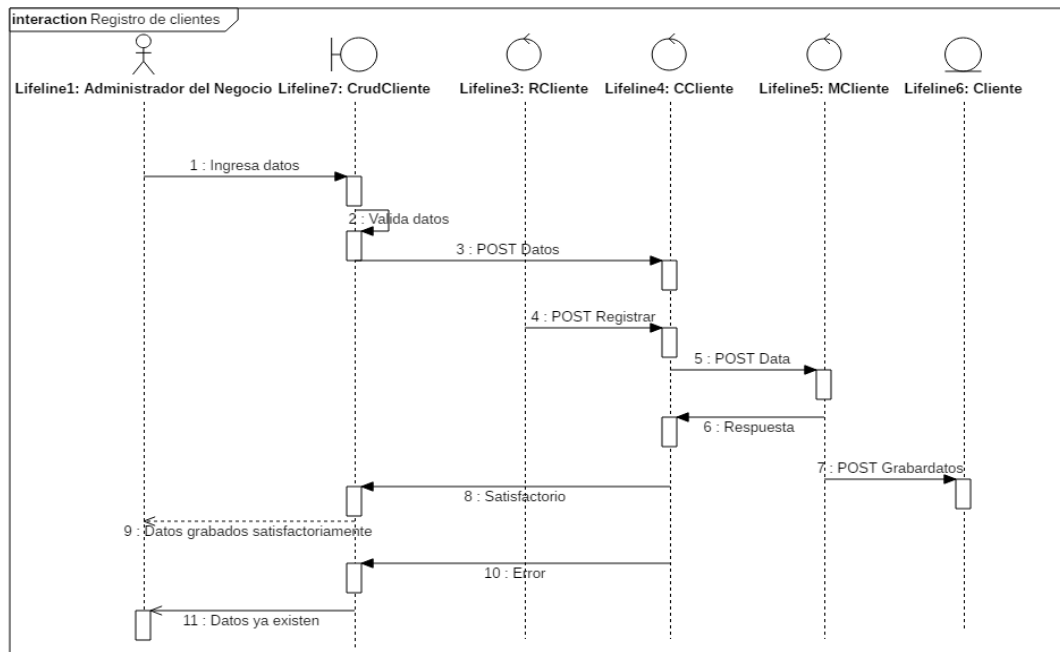 interaction Registro de clientes
Lifeline1: Administrador del Negocio
Lifeline7: CrudCliente
Lifeline3: RCliente
Lifeline4: CCliente
Lifeline5: MCliente
Lifeline6: Cliente
1 : Ingresa datos
2 : Valida datos
3 : POST Datos
4 : POST Registrar
5 : POST Data
6 : Respuesta
7 : POST Grabardatos
8 : Satisfactorio
9 : Datos grabados satisfactoriamente
10 : Error
11 : Datos ya existen